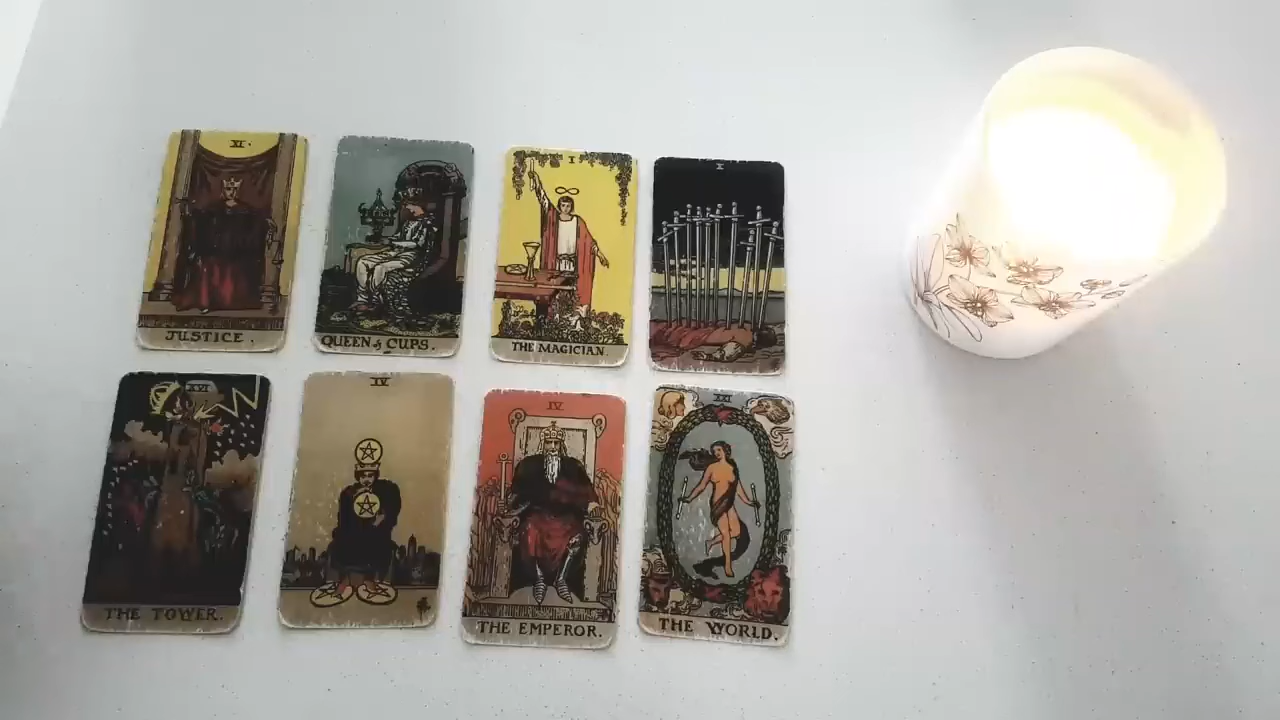 XI.
JUSTICE.
QUEEN of CUPS.
I
THE MAGICIAN.
X
XVI
THE TOWER.
IV
IV
THE EMPEROR.
XXI
THE WORLD.